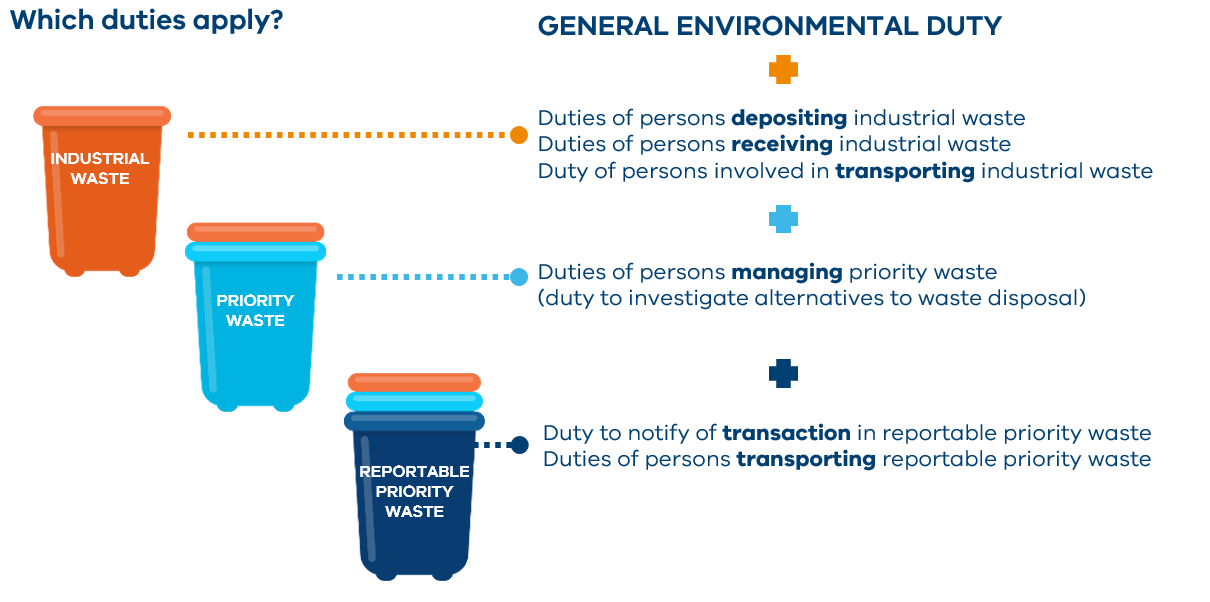 Which duties apply?
GENERAL ENVIRONMENTAL DUTY
INDUSTRIAL
WASTE
Duties of persons depositing industrial waste
Duties of persons receiving industrial waste
Duty of persons involved in transporting industrial waste
PRIORITY
WASTE
Duties of persons managing priority waste
(duty to investigate alternatives to waste disposal)
REPORTABLE
PRIORITY
WASTE
Duty to notify of transaction in reportable priority waste
Duties of persons transporting reportable priority waste